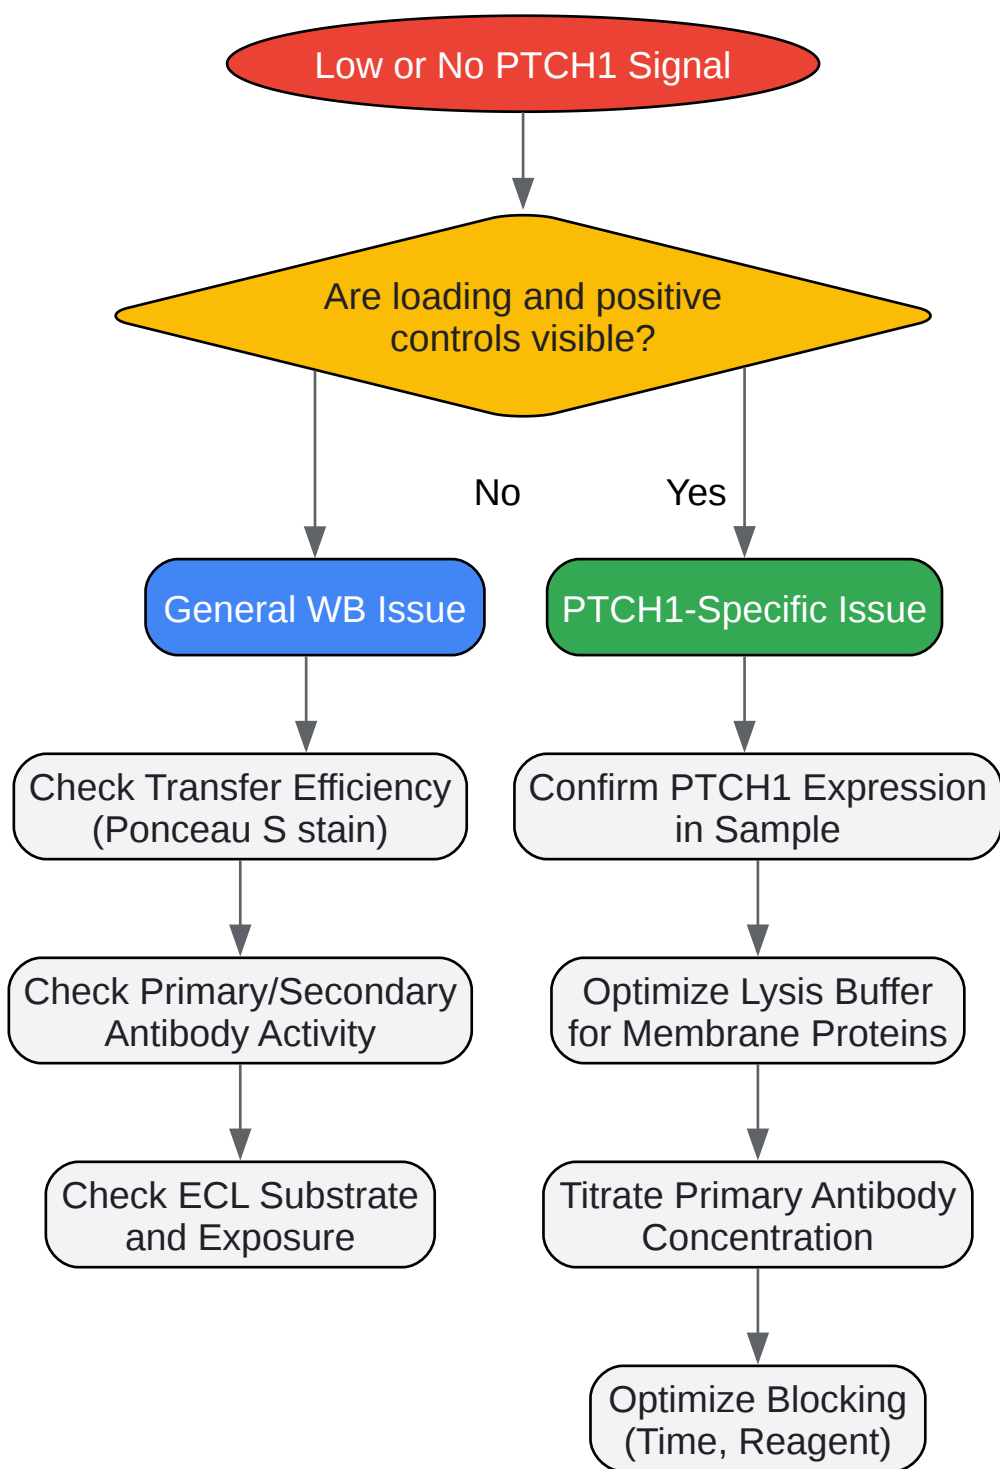 Low or No PTCH1 Signal
Are loading and positive
controls visible?
No
Yes
General WB Issue
PTCH1-Specific Issue
Check Transfer Efficiency
(Ponceau S stain)
Confirm PTCH1 Expression
in Sample
Check Primary/Secondary
Antibody Activity
Optimize Lysis Buffer
for Membrane Proteins
Check ECL Substrate
and Exposure
Titrate Primary Antibody
Concentration
Optimize Blocking
(Time, Reagent)